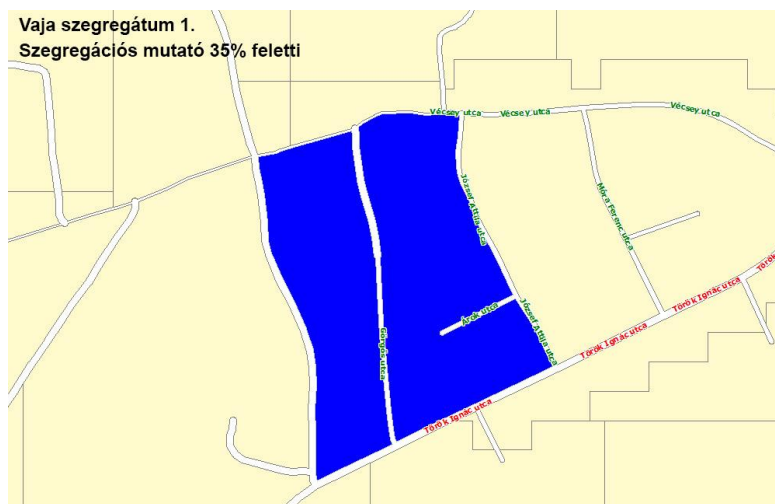 Vaja szegregátum 1.
Szegregációs mutató 35% feletti
Vécsey utca
Vécsey utca
Vécsey utca
József Attila utca
Móra Ferenc utca
Török
Török Ignác utca
Árok utca
József Attila utca
Török Ignác utca
Görgős utca
Török Ignác utca